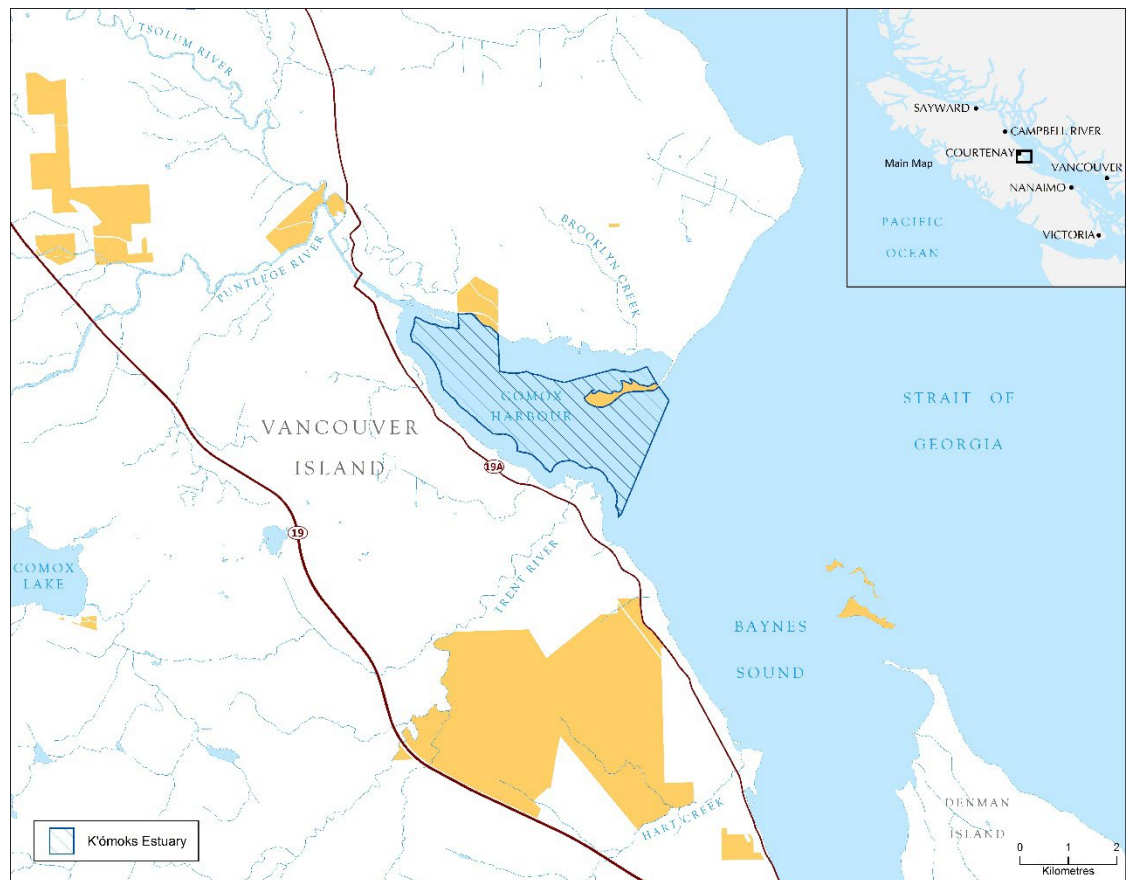 TSOLUM RIVER
SAYWARD
CAMPBELL RIVER
COURTENAY
Main Map
VANCOUVER
NANAIMO
PACIFIC
OCEAN
VICTORIA
PUNTLEGE RIVER
BROOKLYN CREEK
COMOX
HARBOUR
STRAIT OF
GEORGIA
VANCOUVER
ISLAND
19A
19
COMOX
LAKE
TRENT RIVER
BAYNES
SOUND
HART CREEK
DENMAN
ISLAND
K'ómoks Estuary
0 1 2
Kilometres